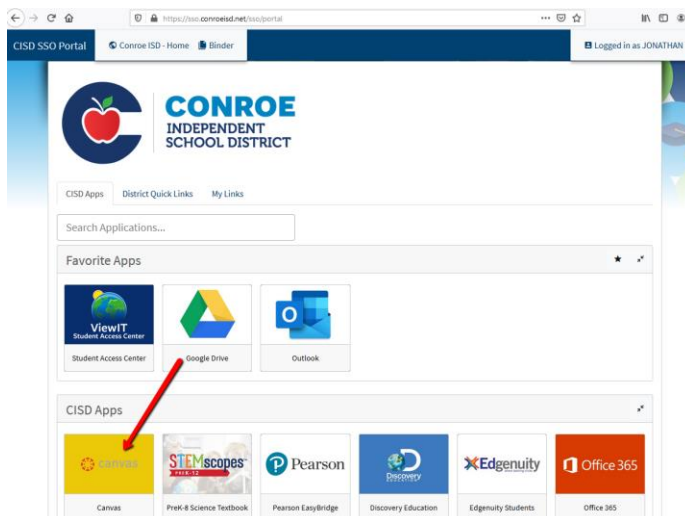 https://sso.conroeisd.net/sso/portal
CISD SSO Portal
Conroe ISD - Home
Binder
Logged in as JONATHAN
CONROE
INDEPENDENT
SCHOOL DISTRICT
CISD Apps
District Quick Links
My Links
Search Applications...
Favorite Apps
ViewIT
Student Access Center
Student Access Center
Google Drive
Outlook
CISD Apps
canvas
STEMscopes
PREK-12
Pearson
Discovery
EDUCATION
Edgenuity
Office 365
Canvas
PreK-8 Science Textbook
Pearson EasyBridge
Discovery Education
Edgenuity Students
Office 365